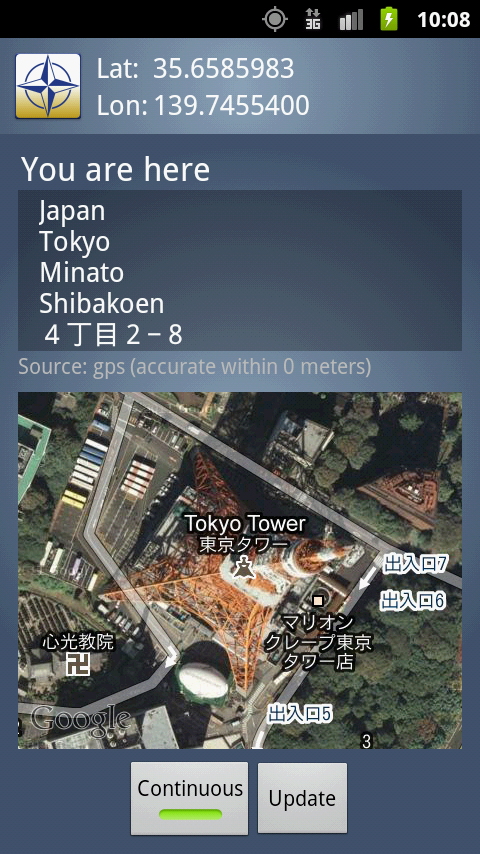 3G
10:08
Lat: 35.6585983
Lon: 139.7455400
You are here
Japan
Tokyo
Minato
Shibakoen
４丁目２−８
Source: gps (accurate within 0 meters)
Tokyo Tower
東京タワー
出入口7
出入口6
マリオン
クレープ東京
タワー店
心光教院
出入口5
Google
3
Continuous
Update